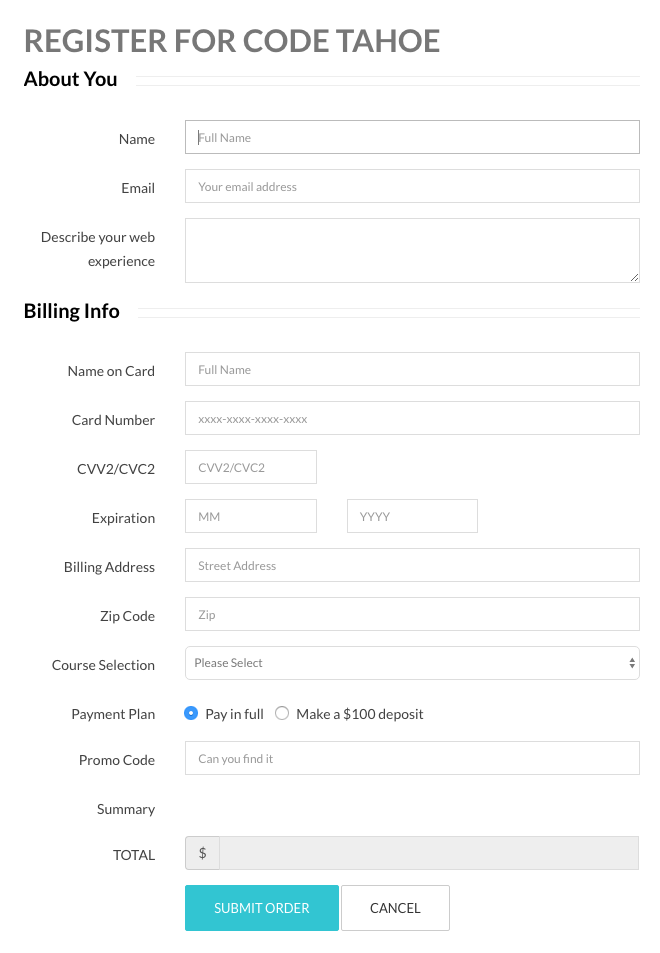 REGISTER FOR CODE TAHOE
About You
Name Full Name
Email Your email address
Describe your web
experience
Billing Info
Name on Card Full Name
Card Number xxxx-xxxx-xxxx-xxxx
CVV2/CVC2 CVV2/CVC2
Expiration MM YYYY
Billing Address Street Address
Zip Code Zip
Course Selection Please Select
Payment Plan Pay in full Make a $100 deposit
Promo Code Can you find it
Summary
TOTAL $
SUBMIT ORDER CANCEL